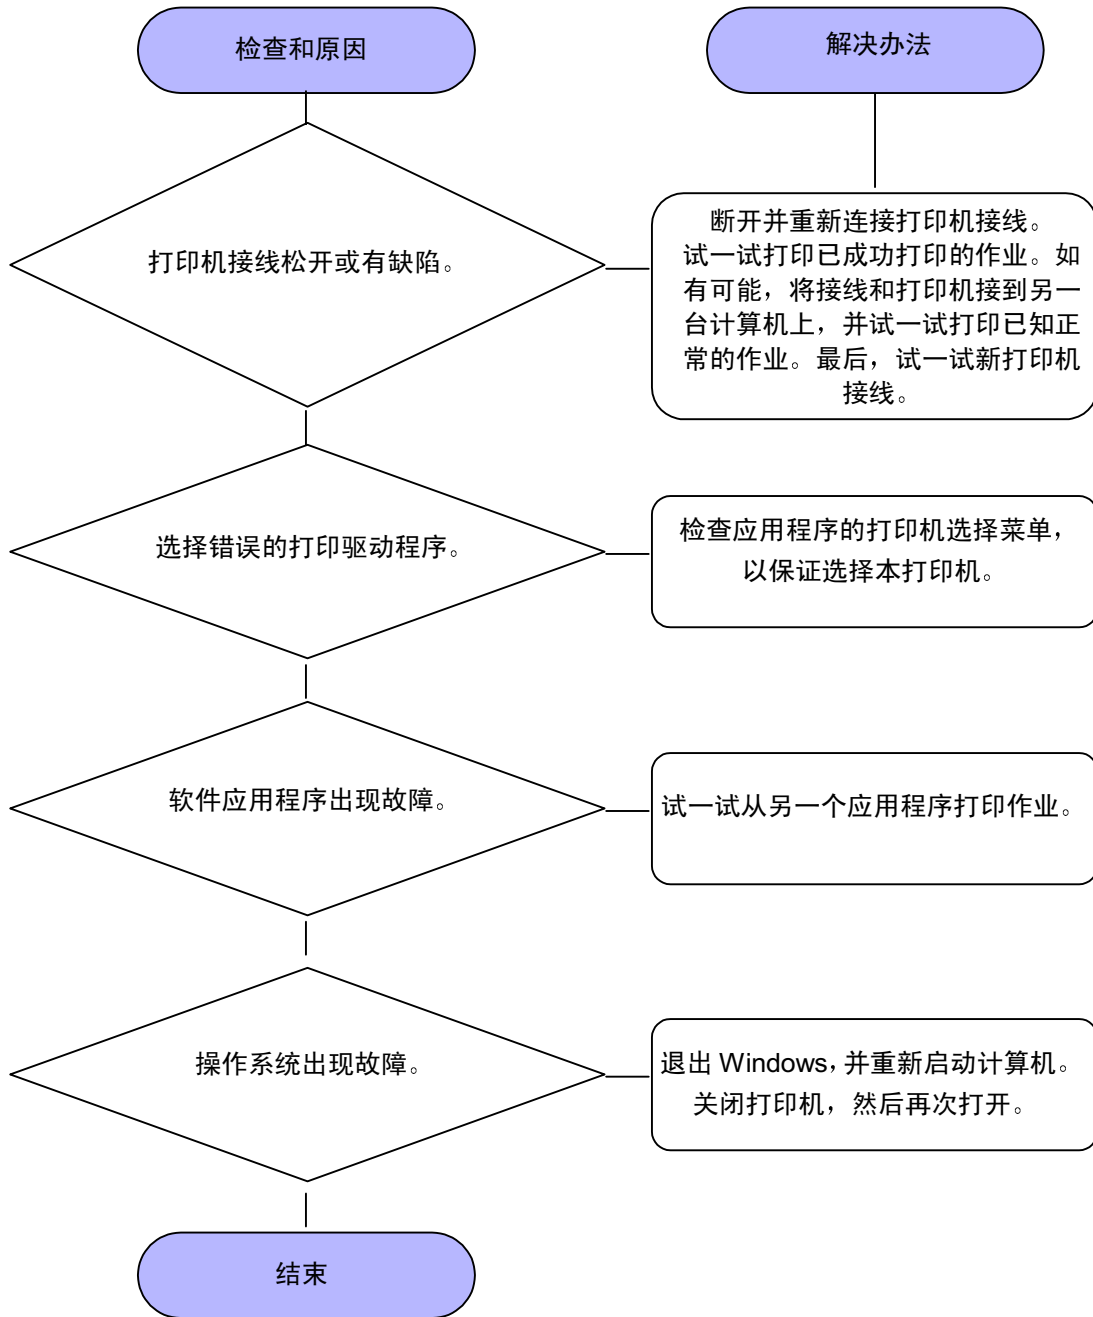 检查和原因
解决办法
打印机接线松开或有缺陷。
断开并重新连接打印机接线。
试一试打印已成功打印的作业。如
有可能，将接线和打印机接到另一
台计算机上，并试一试打印已知正
常的作业。最后，试一试新打印机
接线。
选择错误的打印驱动程序。
检查应用程序的打印机选择菜单，
以保证选择本打印机。
软件应用程序出现故障。
试一试从另一个应用程序打印作业。
操作系统出现故障。
退出 Windows，并重新启动计算机。
关闭打印机，然后再次打开。
结束